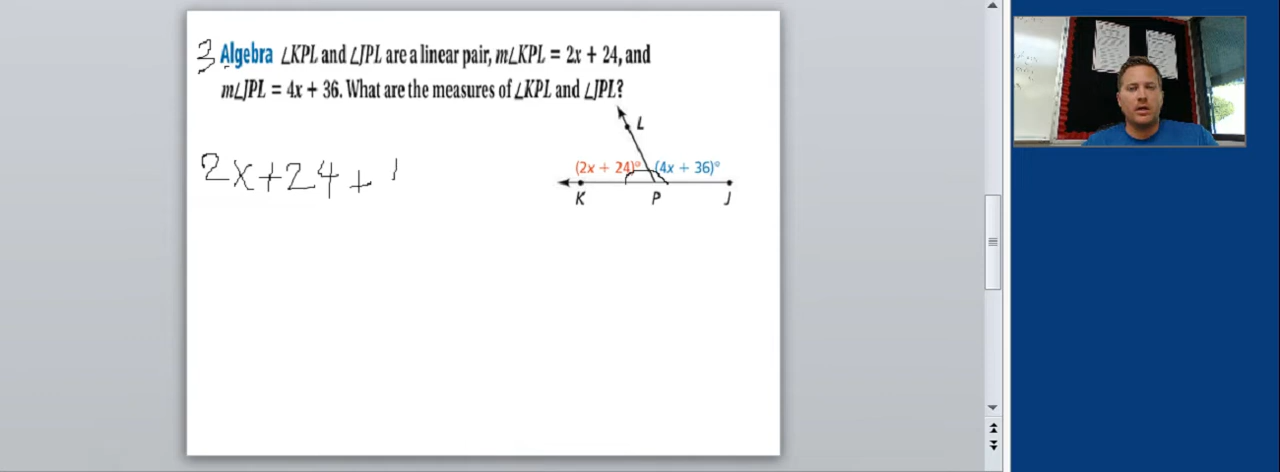 3 Algebra ∠KPL and ∠JPL are a linear pair, m∠KPL = 2x + 24, and
m∠JPL = 4x + 36. What are the measures of ∠KPL and ∠JPL?
L
(2x + 24)° (4x + 36)°
2x+24+
K P J